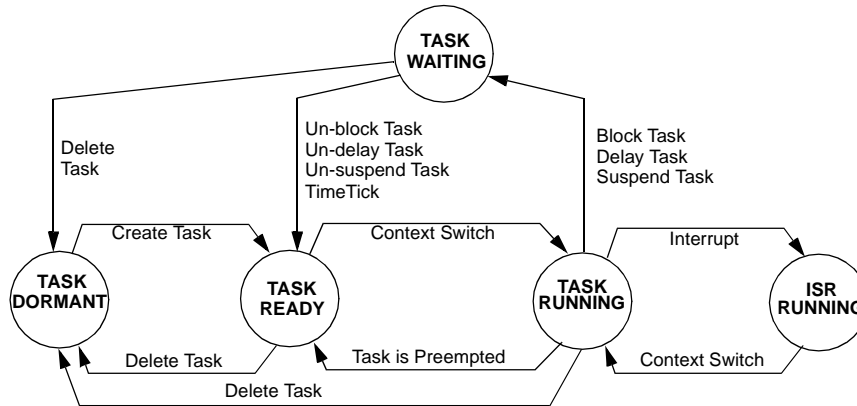 TASK
WAITING
Delete
Task
Un-block Task
Un-delay Task
Un-suspend Task
TimeTick
Block Task
Delay Task
Suspend Task
Create Task
Context Switch
Interrupt
TASK
DORMANT
TASK
READY
TASK
RUNNING
ISR
RUNNING
Delete Task
Task is Preempted
Context Switch
Delete Task